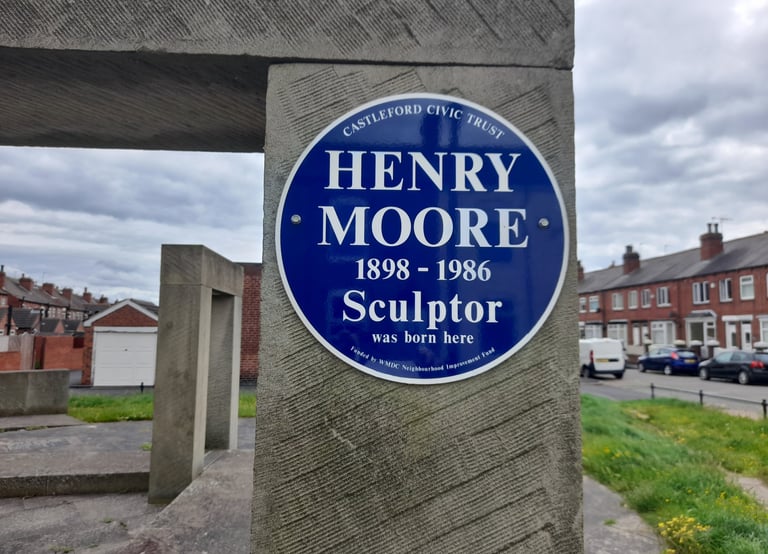 CASTLEFORD CIVIC TRUST
HENRY
MOORE
1898 - 1986
Sculptor
was born here
Funded by WMDC Neighbourhood Improvement Fund